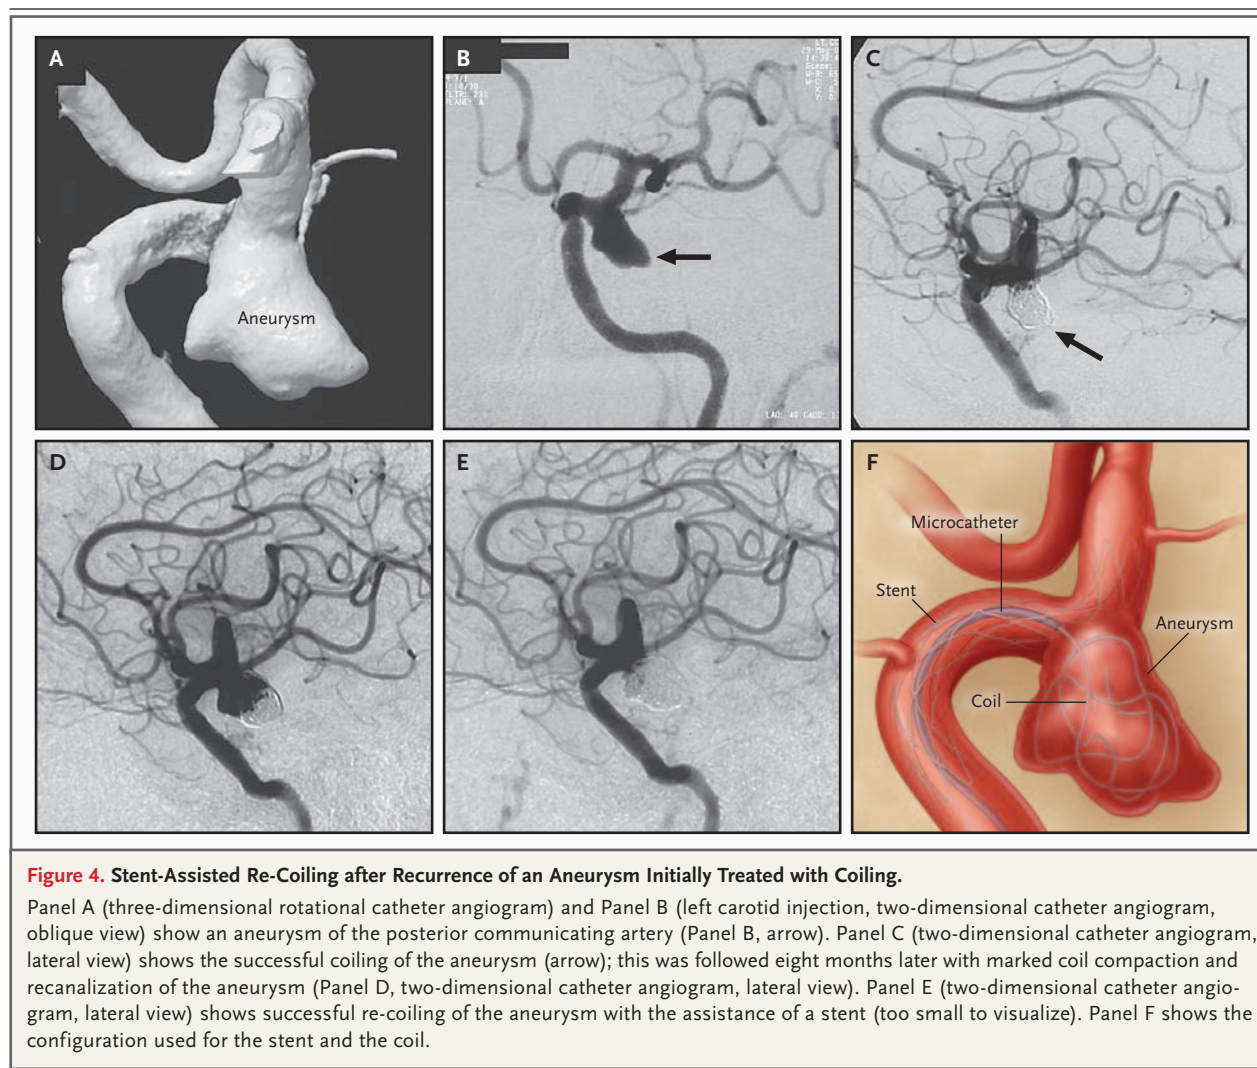 A
B
C
LAO: 40 CAUD: 1
Aneurysm
D
E
F
Microcatheter
Stent
Aneurysm
Coil
Figure 4. Stent-Assisted Re-Coiling after Recurrence of an Aneurysm Initially Treated with Coiling.
Panel A (three-dimensional rotational catheter angiogram) and Panel B (left carotid injection, two-dimensional catheter angiogram,
oblique view) show an aneurysm of the posterior communicating artery (Panel B, arrow). Panel C (two-dimensional catheter angiogram,
lateral view) shows the successful coiling of the aneurysm (arrow); this was followed eight months later with marked coil compaction and
recanalization of the aneurysm (Panel D, two-dimensional catheter angiogram, lateral view). Panel E (two-dimensional catheter angio-
gram, lateral view) shows successful re-coiling of the aneurysm with the assistance of a stent (too small to visualize). Panel F shows the
configuration used for the stent and the coil.